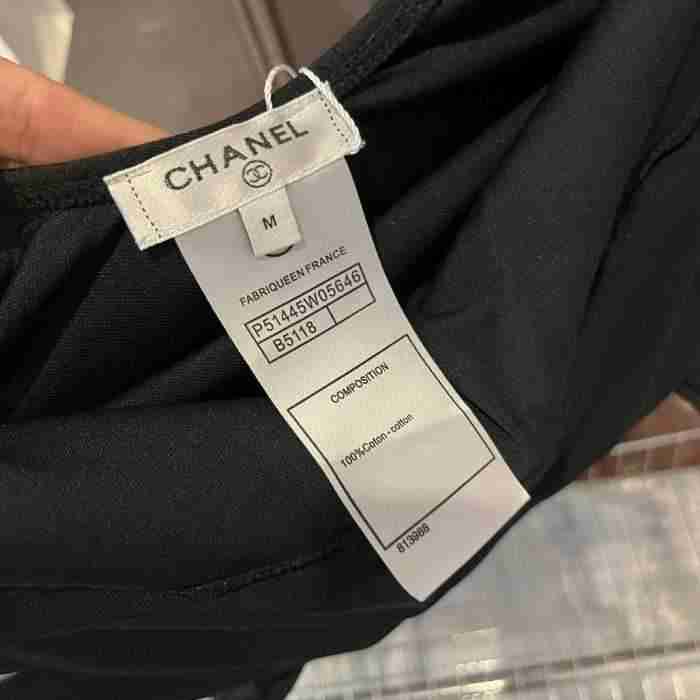 CHANEL
M
FABRIQUEEN FRANCE
P51445W05646
B5118
COMPOSITION
100%Coton - cotton
813988